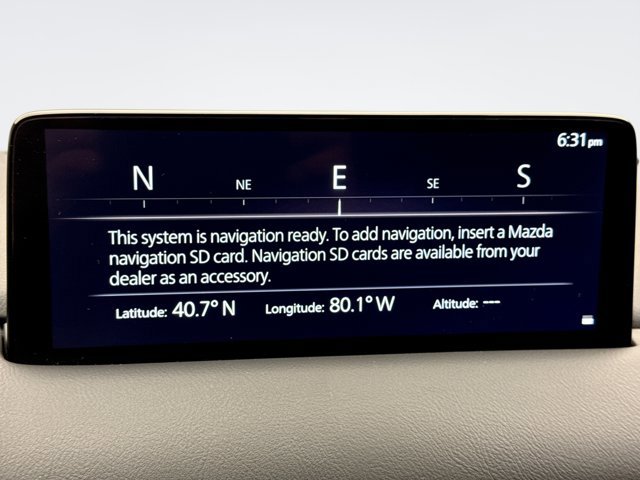 6:31pm
N NE E SE S
This system is navigation ready. To add navigation, insert a Mazda
navigation SD card. Navigation SD cards are available from your
dealer as an accessory.
Latitude: 40.7° N Longitude: 80.1° W Altitude: ---